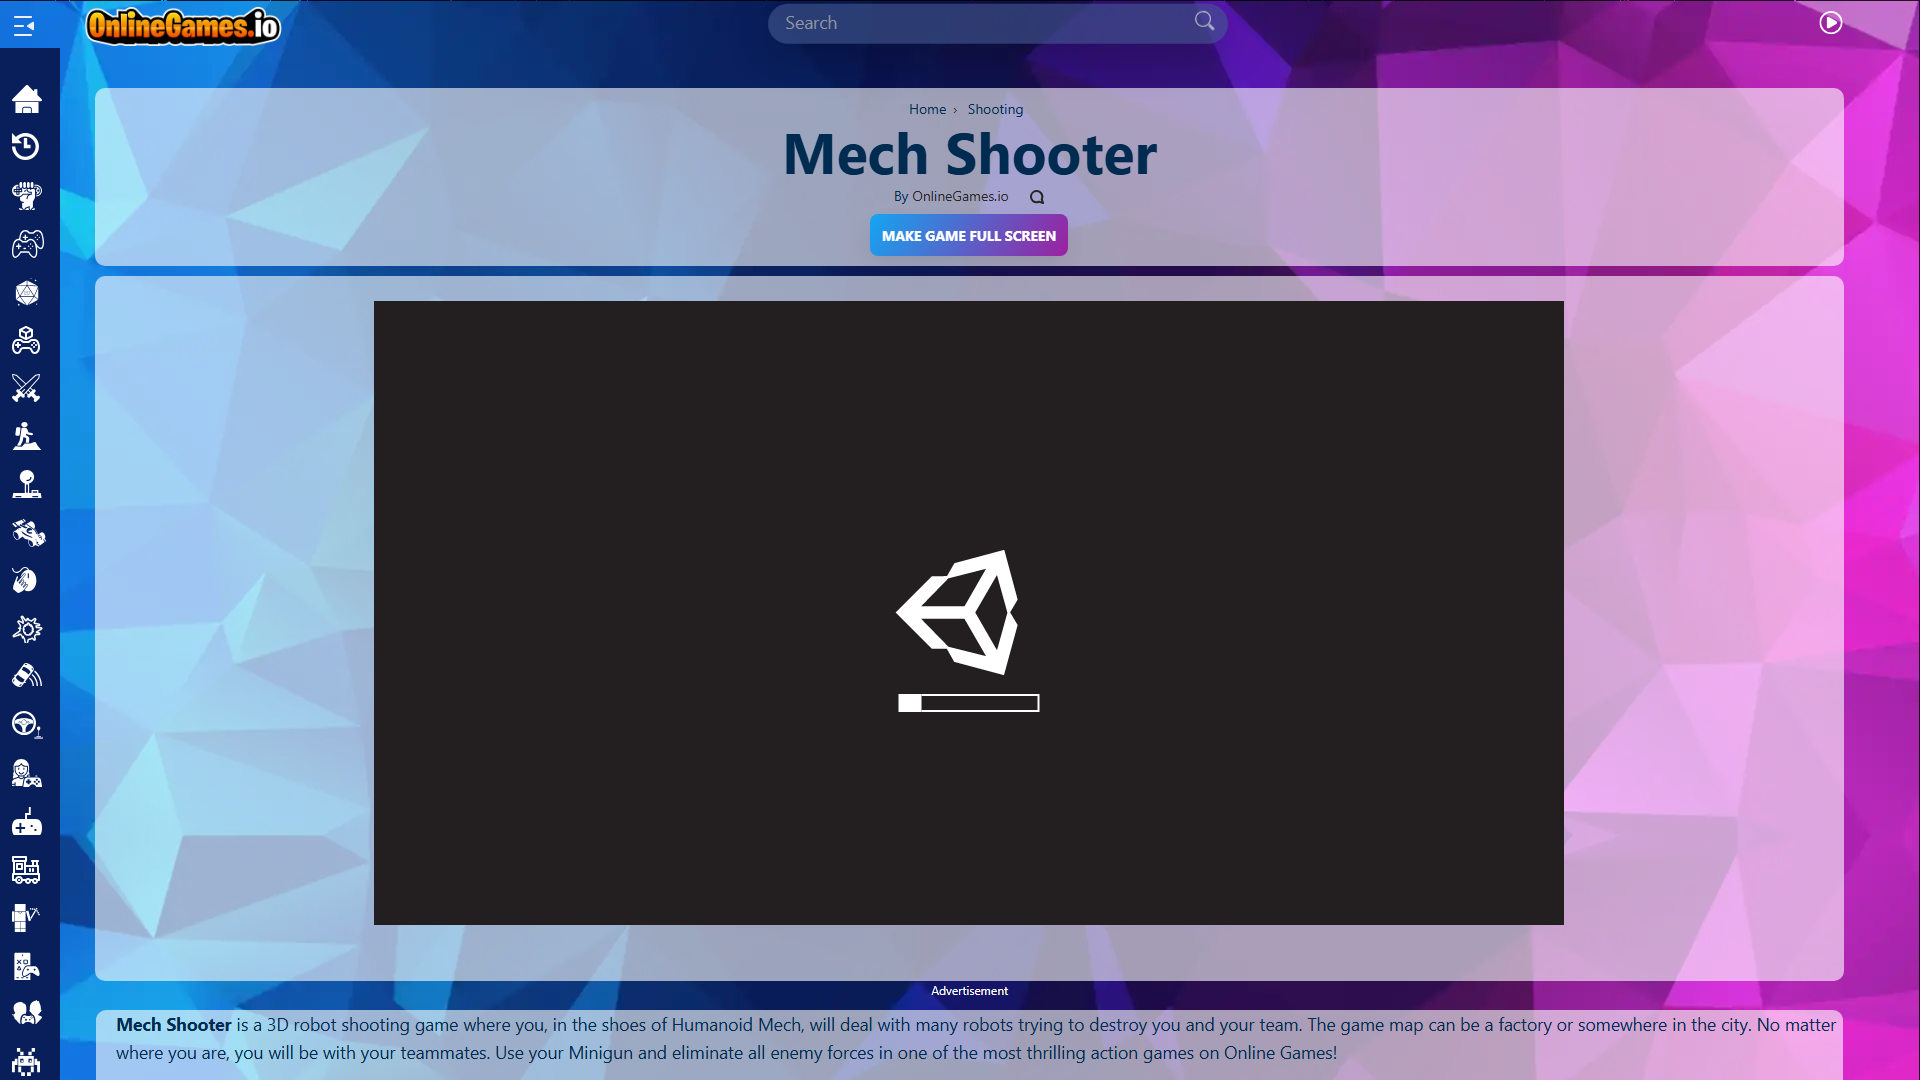 OnlineGames.io
Search
Home › Shooting
Mech Shooter
By OnlineGames.io
MAKE GAME FULL SCREEN
Advertisement
Mech Shooter is a 3D robot shooting game where you, in the shoes of Humanoid Mech, will deal with many robots trying to destroy you and your team. The game map can be a factory or somewhere in the city. No matter
where you are, you will be with your teammates. Use your Minigun and eliminate all enemy forces in one of the most thrilling action games on Online Games!